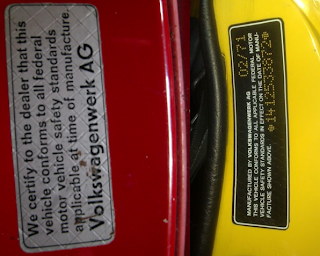 We certify to the dealer that this
vehicle conforms to all federal
motor vehicle safety standards
applicable at time of manufacture.
Volkswagenwerk AG
MANUFACTURED BY VOLKSWAGENWERK AG 02/71
THIS VEHICLE CONFORMS TO ALL APPLICABLE FEDERAL MOTOR
VEHICLE SAFETY STANDARDS IN EFFECT ON THE DATE OF MANU-
FACTURE SHOWN ABOVE.